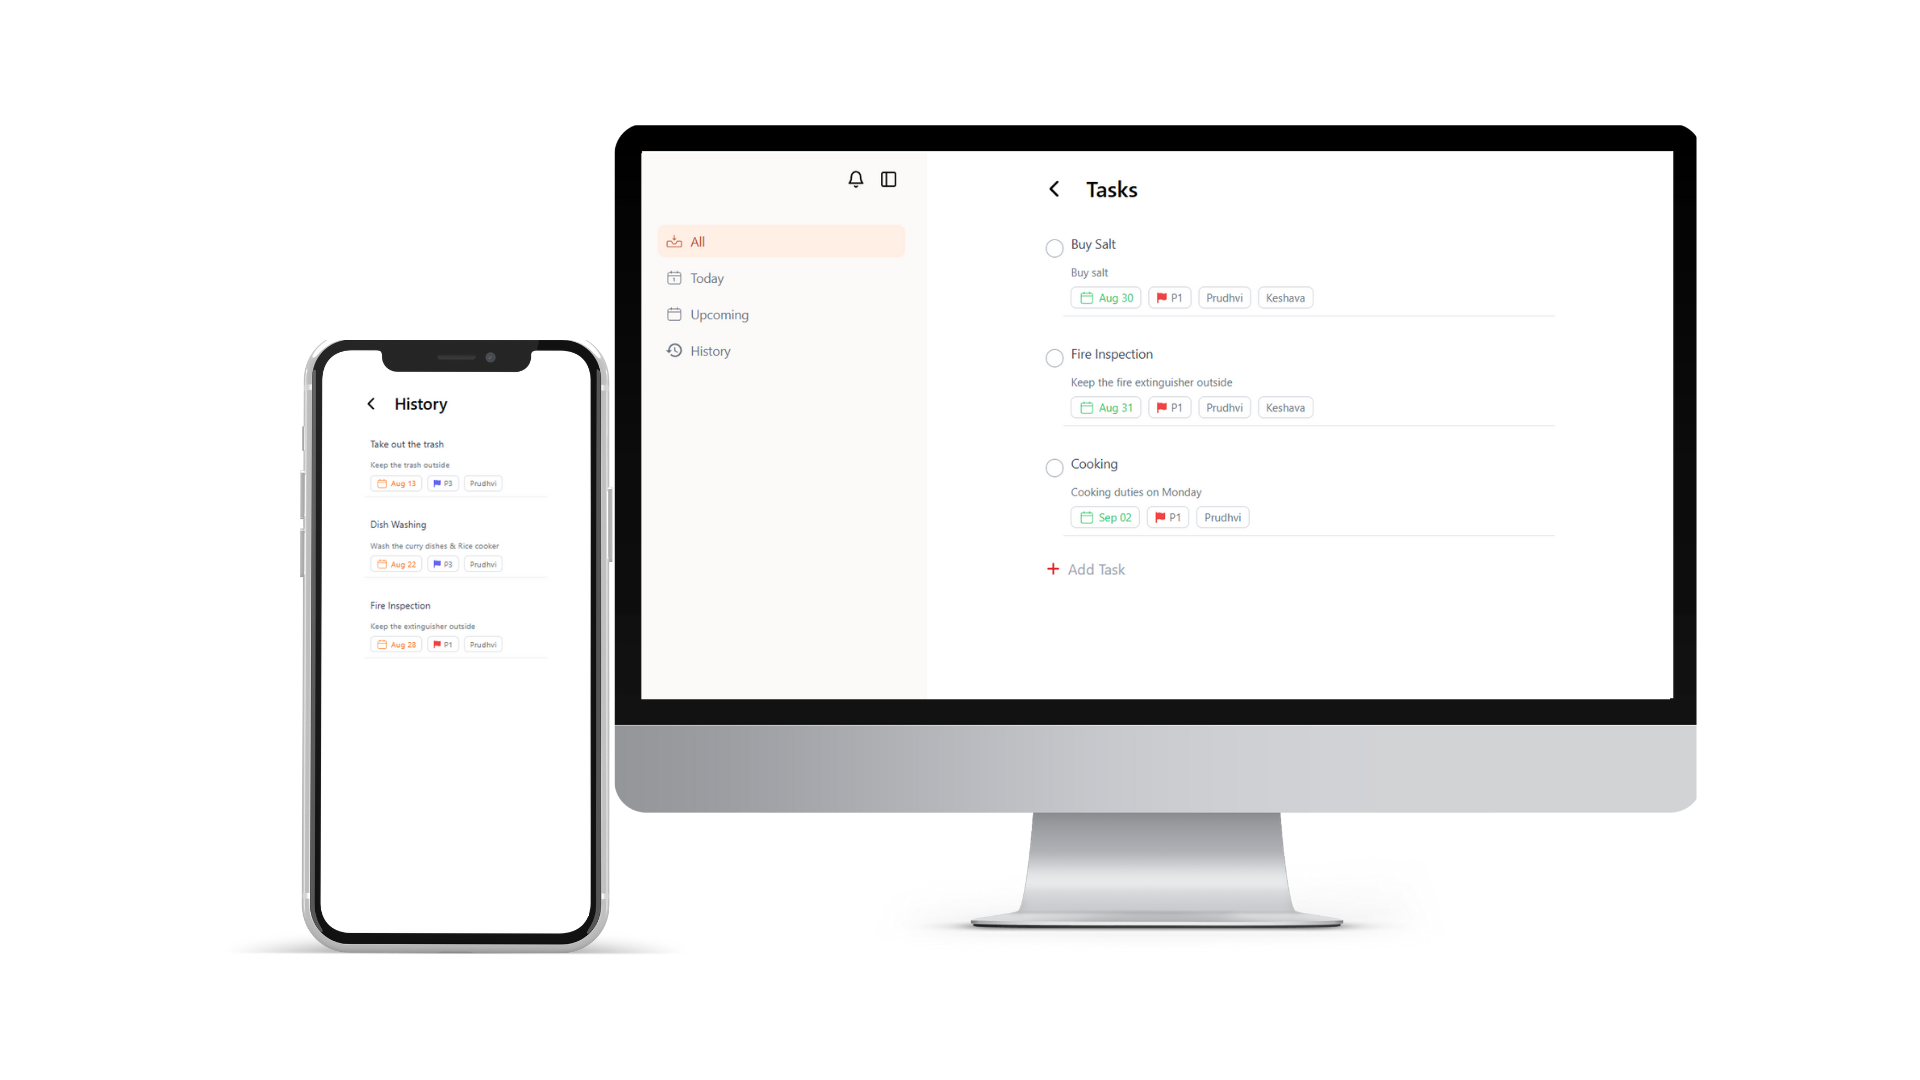 History
Take out the trash
Keep the trash outside
Aug 13 P3 Prudhvi
Dish Washing
Wash the curry dishes & Rice cooker
Aug 22 P3 Prudhvi
Fire Inspection
Keep the extinguisher outside
Aug 28 P1 Prudhvi
All
Today
Upcoming
History
Tasks
Buy Salt
Buy salt
Aug 30 P1 Prudhvi Keshava
Fire Inspection
Keep the fire extinguisher outside
Aug 31 P1 Prudhvi Keshava
Cooking
Cooking duties on Monday
Sep 02 P1 Prudhvi
+ Add Task